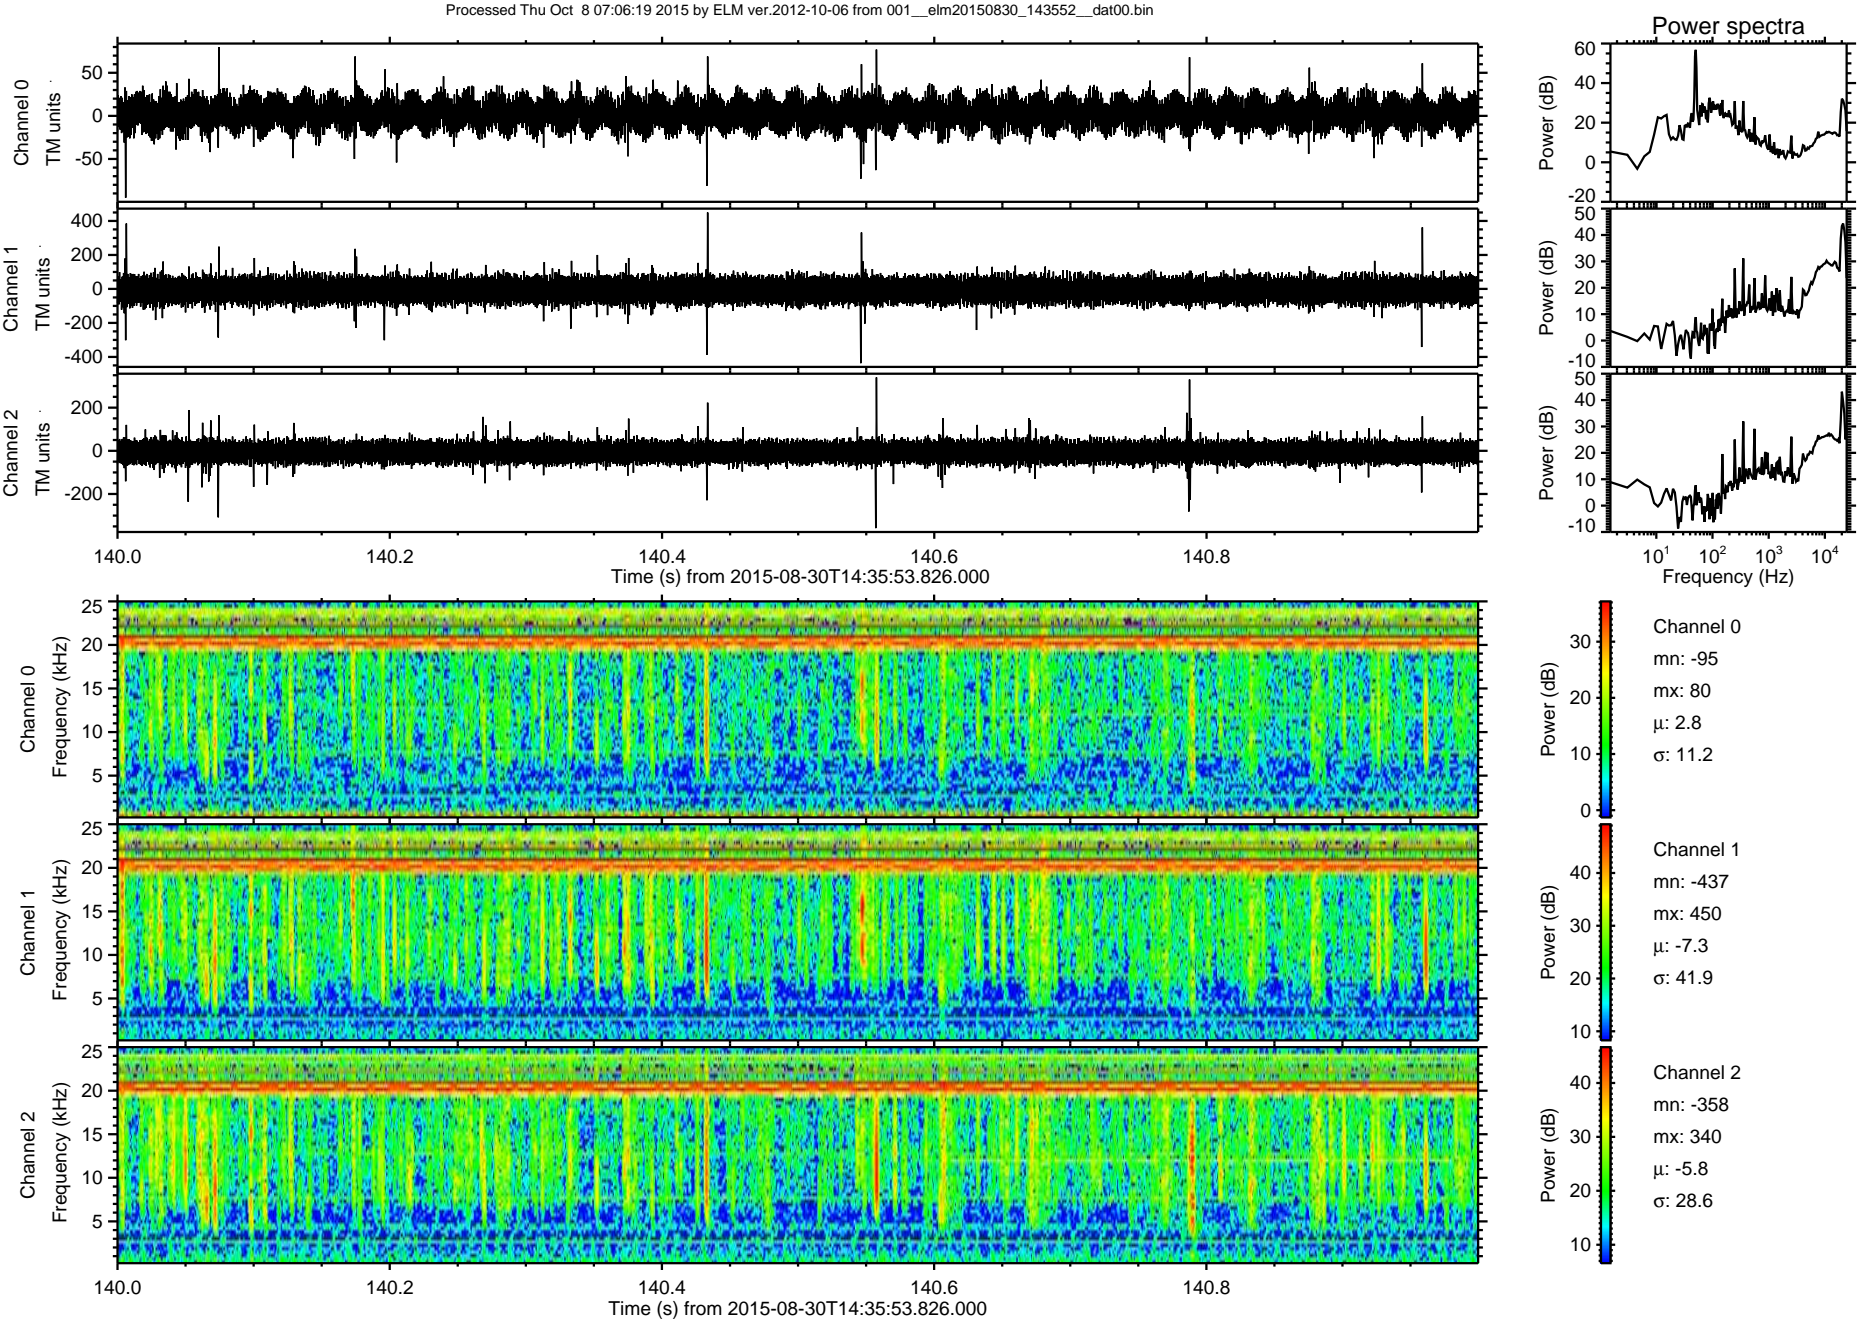 Processed Thu Oct  8 07:06:19 2015 by ELM ver.2012-10-06 from 001__elm20150830_143552__dat00.bin
Power spectra
Channel 0
TM units
50
0
-50
Power (dB)
60
40
20
0
-20
Channel 1
TM units
400
200
0
-200
-400
Power (dB)
50
40
30
20
10
0
-10
Channel 2
TM units
200
0
-200
Power (dB)
50
40
30
20
10
0
-10
140.0 140.2 140.4 140.6 140.8
Time (s) from 2015-08-30T14:35:53.826.000
10^1 10^2 10^3 10^4
Frequency (Hz)
Channel 0
Frequency (kHz)
25
20
15
10
5
Power (dB)
30
20
10
0
Channel 0
mn: -95
mx: 80
μ: 2.8
σ: 11.2
Channel 1
Frequency (kHz)
25
20
15
10
5
Power (dB)
40
30
20
10
Channel 1
mn: -437
mx: 450
μ: -7.3
σ: 41.9
Channel 2
Frequency (kHz)
25
20
15
10
5
Power (dB)
40
30
20
10
Channel 2
mn: -358
mx: 340
μ: -5.8
σ: 28.6
140.0 140.2 140.4 140.6 140.8
Time (s) from 2015-08-30T14:35:53.826.000